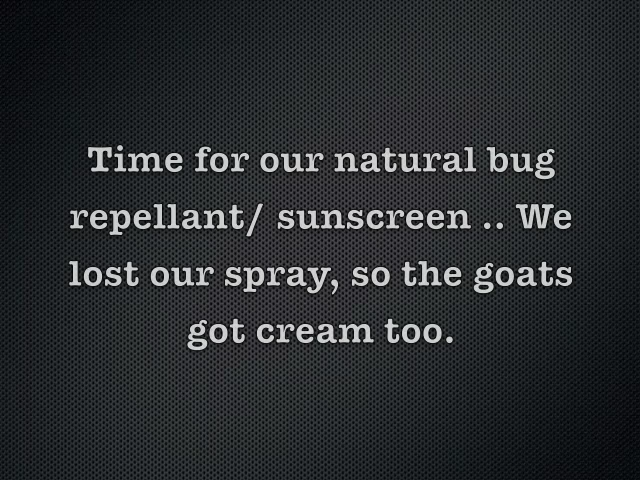 Time for our natural bug
repellant/ sunscreen .. We
lost our spray, so the goats
got cream too.